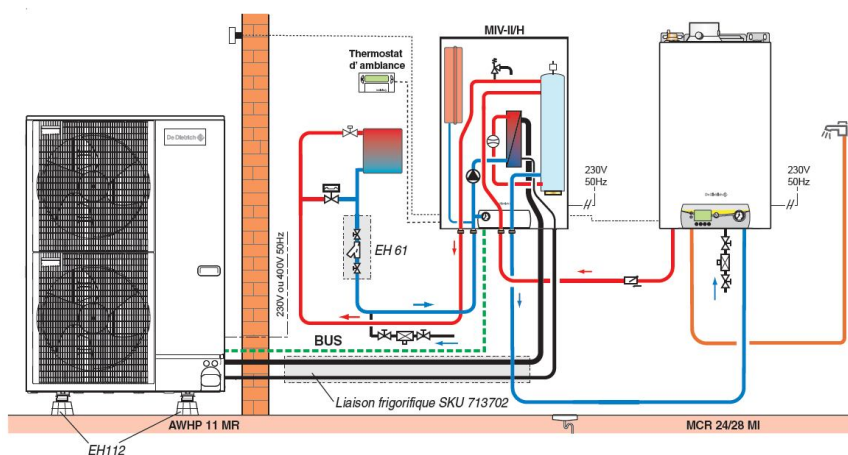 MIV-II/H
Thermostat
d' ambiance
De Dietrich
230V
50Hz
230V
50Hz
EH 61
230V ou 400V 50Hz
BUS
Liaison frigorifique SKU 713702
AWHP 11 MR
MCR 24/28 MI
EH112